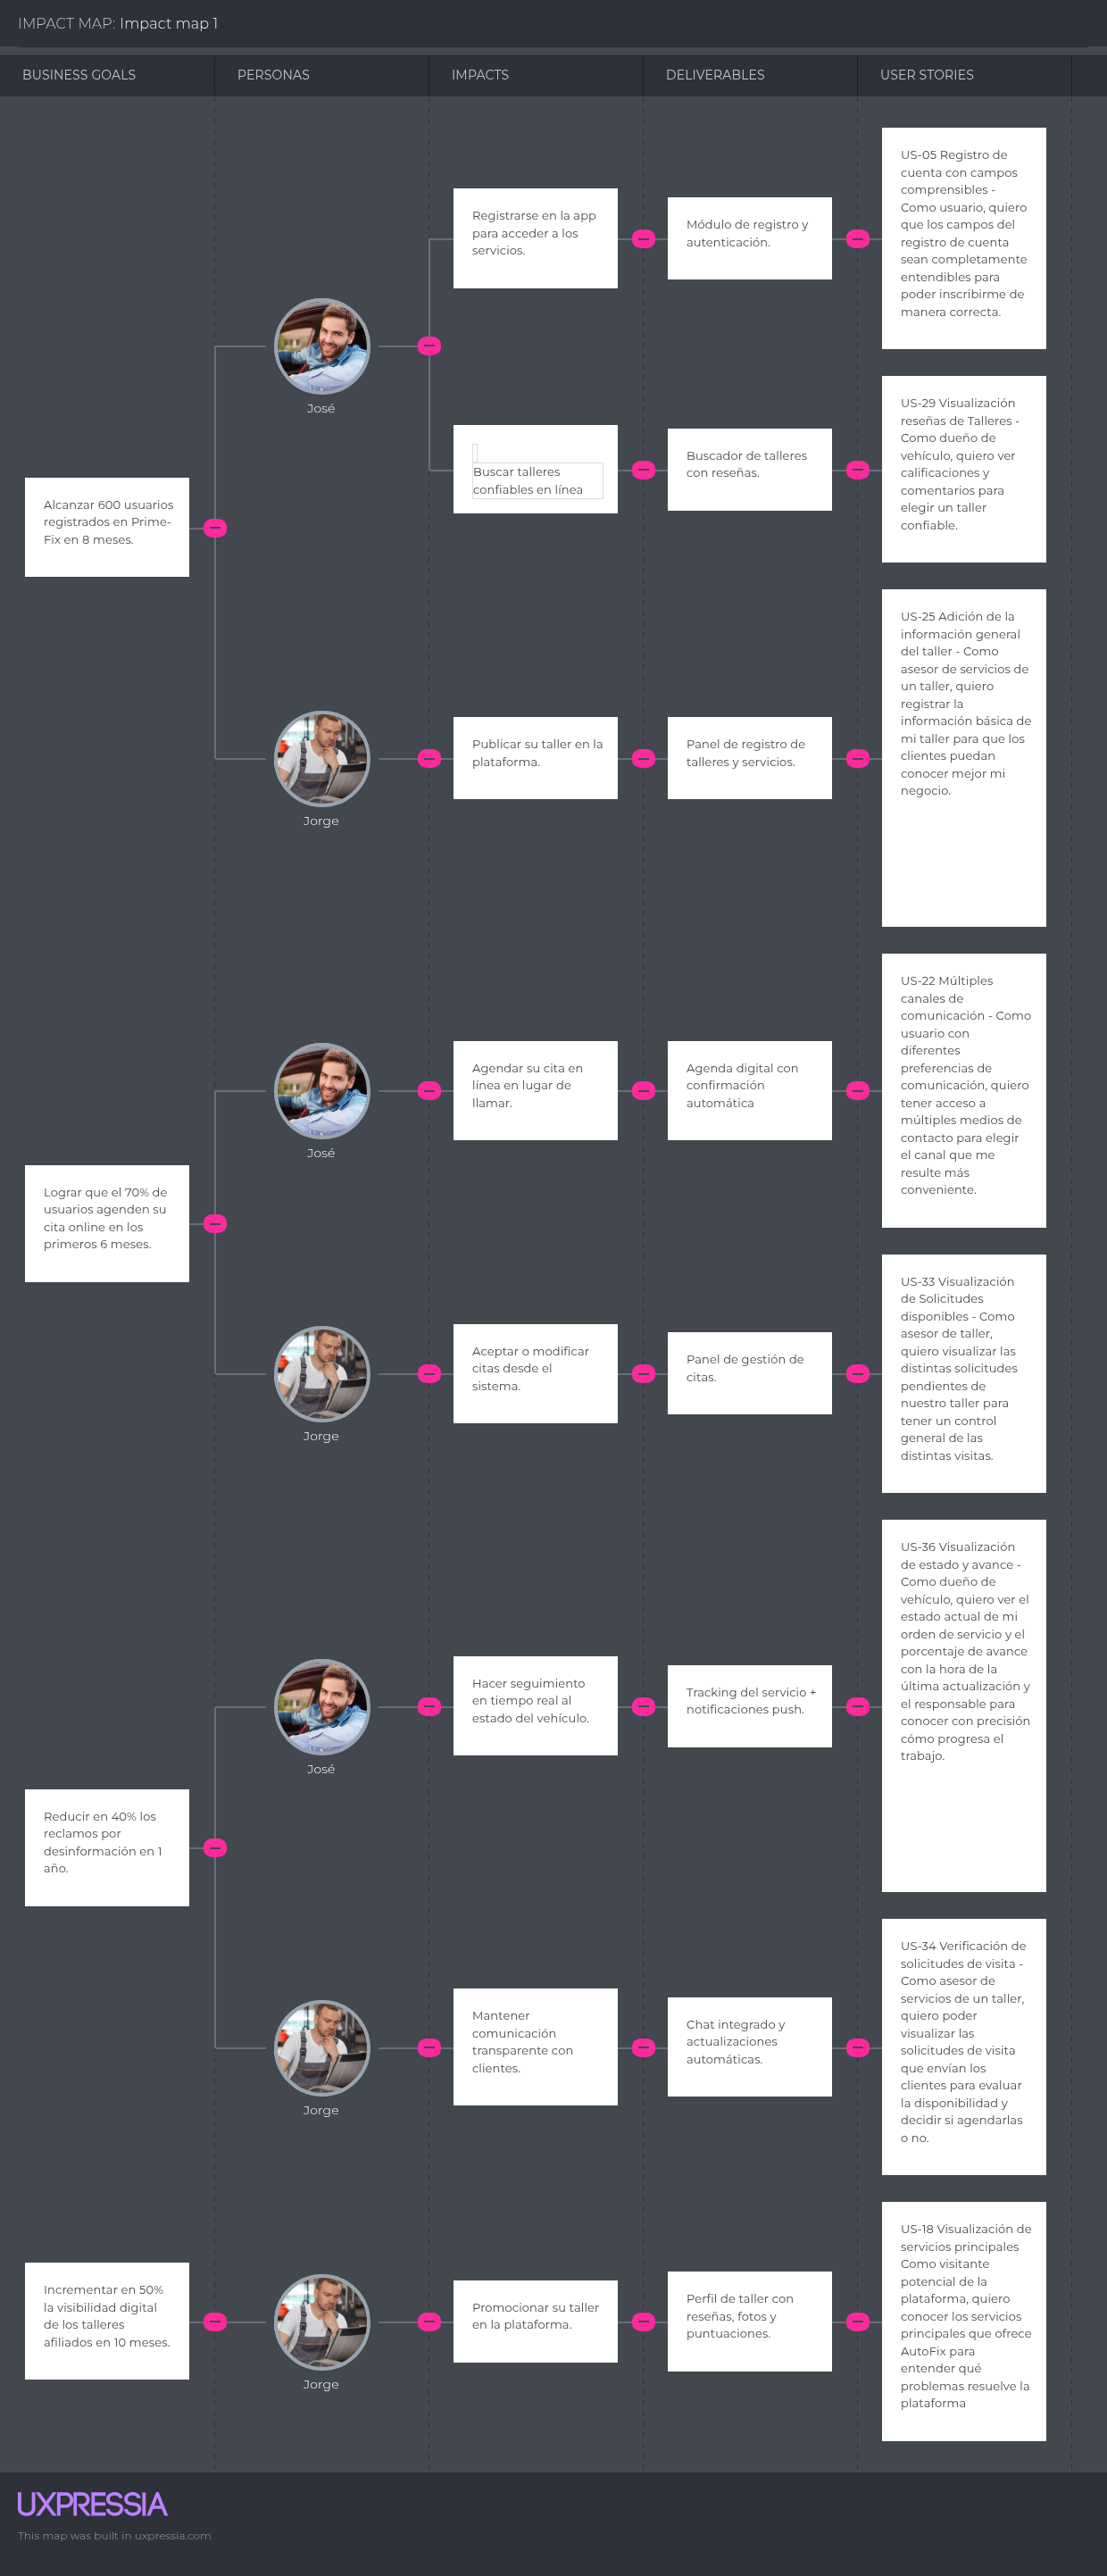 IMPACT MAP: Impact map 1
BUSINESS GOALS
PERSONAS
IMPACTS
DELIVERABLES
USER STORIES
Alcanzar 600 usuarios
registrados en Prime-
Fix en 8 meses.
José
Registrarse en la app
para acceder a los
servicios.
Módulo de registro y
autenticación.
US-05 Registro de
cuenta con campos
comprensibles -
Como usuario, quiero
que los campos del
registro de cuenta
sean completamente
entendibles para
poder inscribirme de
manera correcta.
Buscar talleres
confiables en línea
Buscador de talleres
con reseñas.
US-29 Visualización
reseñas de Talleres -
Como dueño de
vehículo, quiero ver
calificaciones y
comentarios para
elegir un taller
confiable.
Jorge
Publicar su taller en la
plataforma.
Panel de registro de
talleres y servicios.
US-25 Adición de la
información general
del taller - Como
asesor de servicios de
un taller, quiero
registrar la
información básica de
mi taller para que los
clientes puedan
conocer mejor mi
negocio.
Lograr que el 70% de
usuarios agenden su
cita online en los
primeros 6 meses.
José
Agendar su cita en
línea en lugar de
llamar.
Agenda digital con
confirmación
automática
US-22 Múltiples
canales de
comunicación - Como
usuario con
diferentes
preferencias de
comunicación, quiero
tener acceso a
múltiples medios de
contacto para elegir
el canal que me
resulte más
conveniente.
Jorge
Aceptar o modificar
citas desde el
sistema.
Panel de gestión de
citas.
US-33 Visualización
de Solicitudes
disponibles - Como
asesor de taller,
quiero visualizar las
distintas solicitudes
pendientes de
nuestro taller para
tener un control
general de las
distintas visitas.
Reducir en 40% los
reclamos por
desinformación en 1
año.
José
Hacer seguimiento
en tiempo real al
estado del vehículo.
Tracking del servicio +
notificaciones push.
US-36 Visualización
de estado y avance -
Como dueño de
vehículo, quiero ver el
estado actual de mi
orden de servicio y el
porcentaje de avance
con la hora de la
última actualización y
el responsable para
conocer con precisión
cómo progresa el
trabajo.
Jorge
Mantener
comunicación
transparente con
clientes.
Chat integrado y
actualizaciones
automáticas.
US-34 Verificación de
solicitudes de visita -
Como asesor de
servicios de un taller,
quiero poder
visualizar las
solicitudes de visita
que envían los
clientes para evaluar
la disponibilidad y
decidir si agendarlas
o no.
Incrementar en 50%
la visibilidad digital
de los talleres
afiliados en 10 meses.
Jorge
Promocionar su taller
en la plataforma.
Perfil de taller con
reseñas, fotos y
puntuaciones.
US-18 Visualización de
servicios principales
Como visitante
potencial de la
plataforma, quiero
conocer los servicios
principales que ofrece
AutoFix para
entender qué
problemas resuelve la
plataforma
UXPRESSIA
This map was built in uxpressia.com